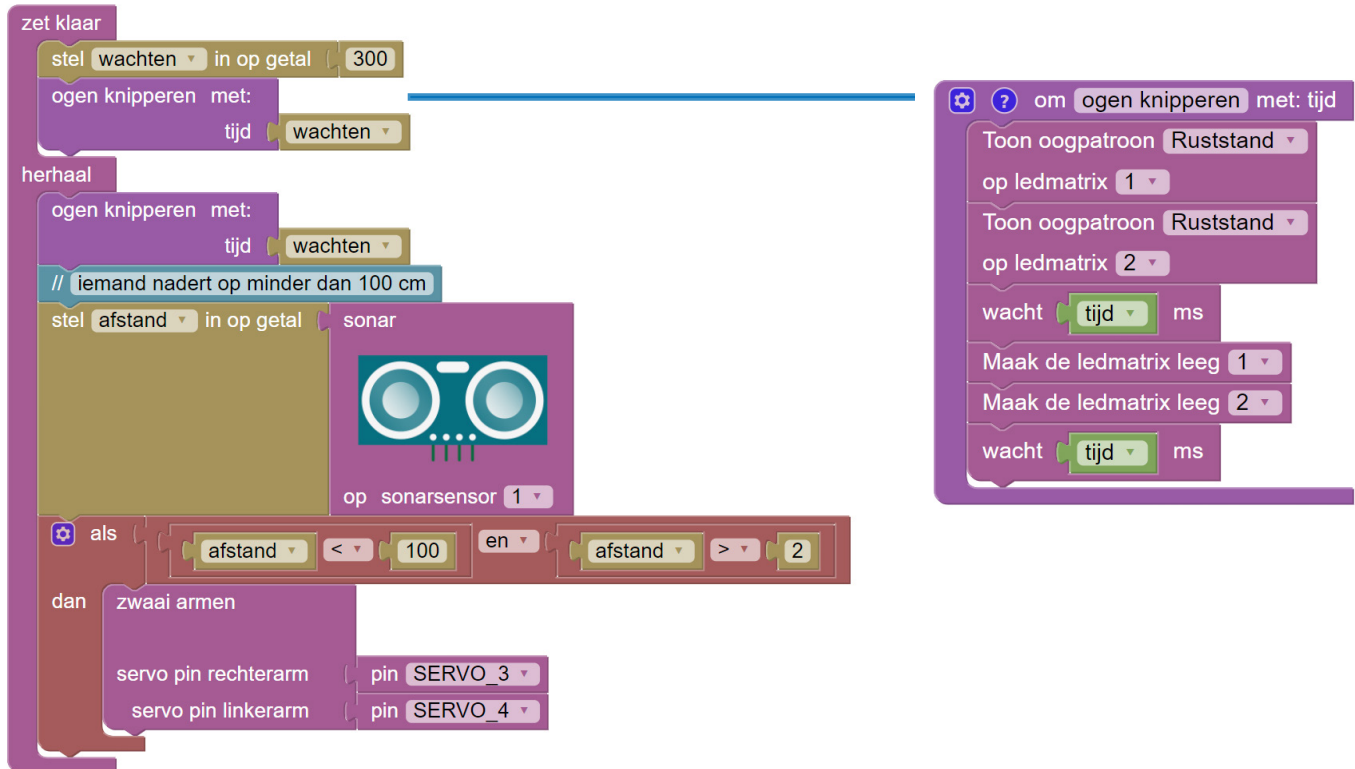 zet klaar
stel wachten in op getal 300
ogen knipperen met:
tijd wachten
herhaal
ogen knipperen met:
tijd wachten
// iemand nadert op minder dan 100 cm
stel afstand in op getal sonar
op sonarsensor 1
als afstand < 100 en afstand > 2
dan zwaai armen
servo pin rechterarm pin SERVO_3
servo pin linkerarm pin SERVO_4
? om ogen knipperen met: tijd
Toon oogpatroon Ruststand
op ledmatrix 1
Toon oogpatroon Ruststand
op ledmatrix 2
wacht tijd ms
Maak de ledmatrix leeg 1
Maak de ledmatrix leeg 2
wacht tijd ms